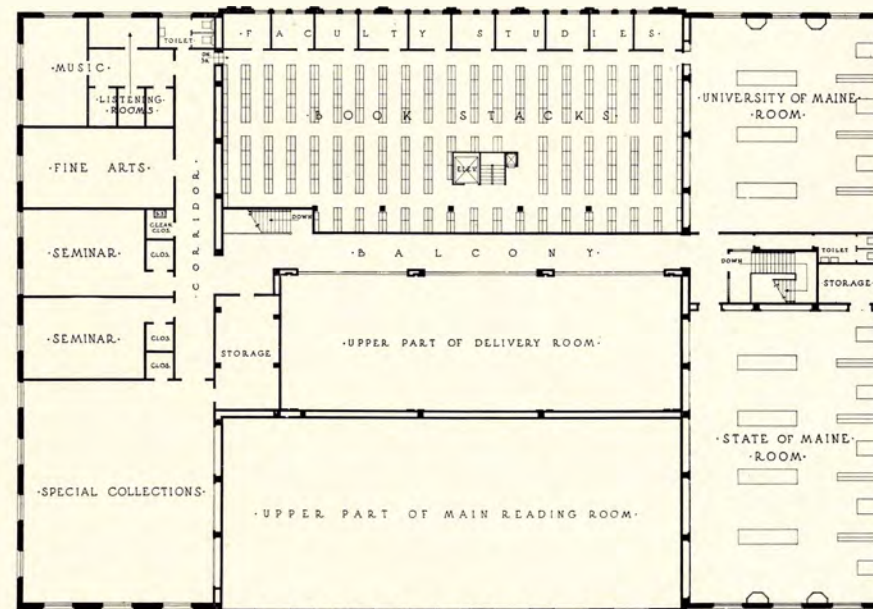 ·FACULTY STUDIES·
TOILET
DN.
·MUSIC·
·LISTENING·
ROOMS·
·BOOK STACKS·
·UNIVERSITY OF MAINE·
·ROOM·
ELEV.
·FINE ARTS·
CORRIDOR
CLEAN.
CLOS.
DOWN
·SEMINAR·
CLOS.
·BALCONY·
TOILET
DOWN
STORAGE
·SEMINAR·
CLOS.
CLOS.
STORAGE
·UPPER PART OF DELIVERY ROOM·
·STATE OF MAINE·
·ROOM·
·SPECIAL COLLECTIONS·
·UPPER PART OF MAIN READING ROOM·